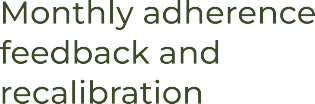 Monthly adherence
feedback and
recalibration